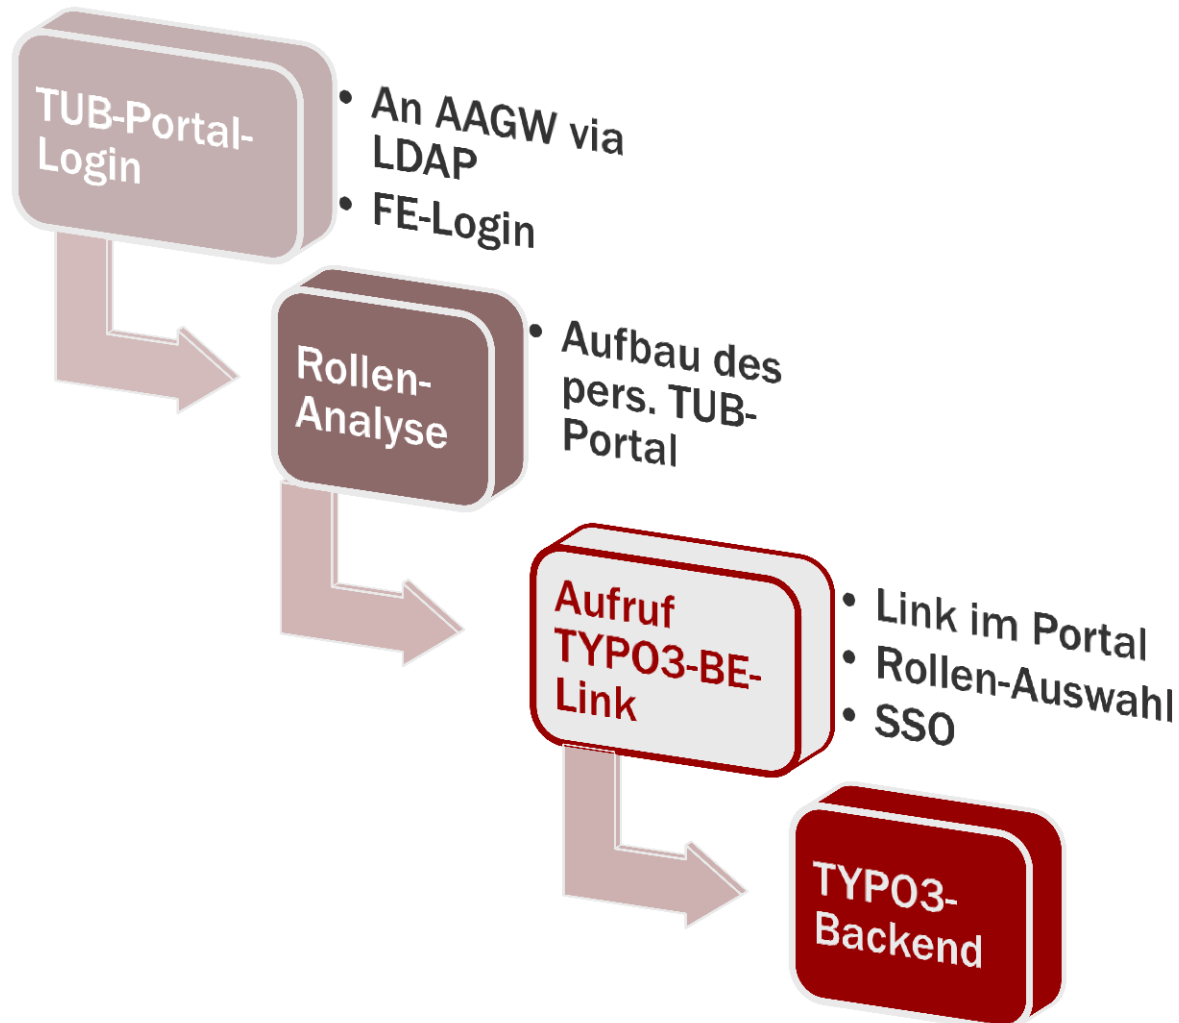 TUB-Portal-
Login
• An AAGW via
LDAP
• FE-Login
Rollen-
Analyse
• Aufbau des
pers. TUB-
Portal
Aufruf
TYPO3-BE-
Link
• Link im Portal
• Rollen-Auswahl
• SSO
TYPO3-
Backend